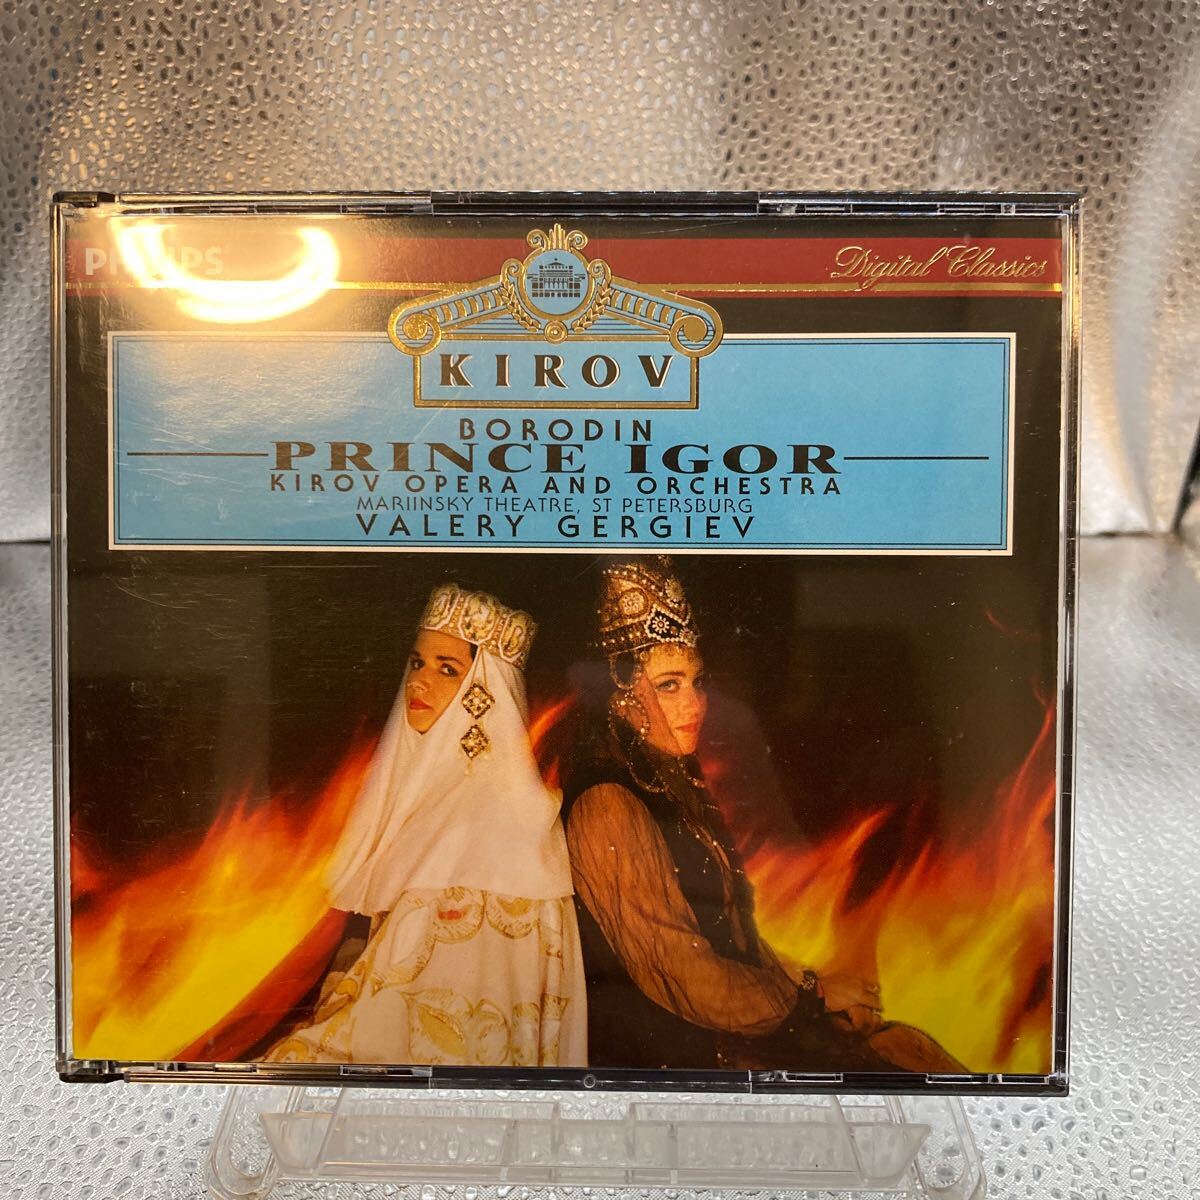 PHILIPS
Digital Classics
KIROV
BORODIN
PRINCE IGOR
KIROV OPERA AND ORCHESTRA
MARIINSKY THEATRE, ST PETERSBURG
VALERY GERGIEV